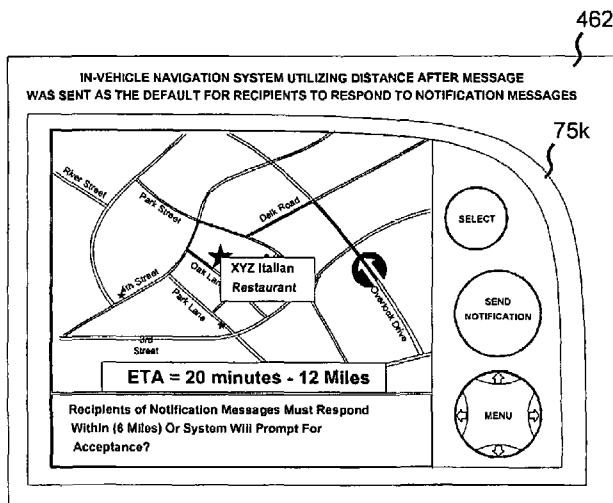 462
IN-VEHICLE NAVIGATION SYSTEM UTILIZING DISTANCE AFTER MESSAGE
WAS SENT AS THE DEFAULT FOR RECIPIENTS TO RESPOND TO NOTIFICATION MESSAGES
75k
River Street
Park Street
Delk Road
SELECT
XYZ Italian
Restaurant
Oak Lan
4th Street
Park Lane
Overlook Drive
SEND
NOTIFICATION
3rd
Street
ETA = 20 minutes - 12 Miles
MENU
Recipients of Notification Messages Must Respond
Within (6 Miles) Or System Will Prompt For
Acceptance?